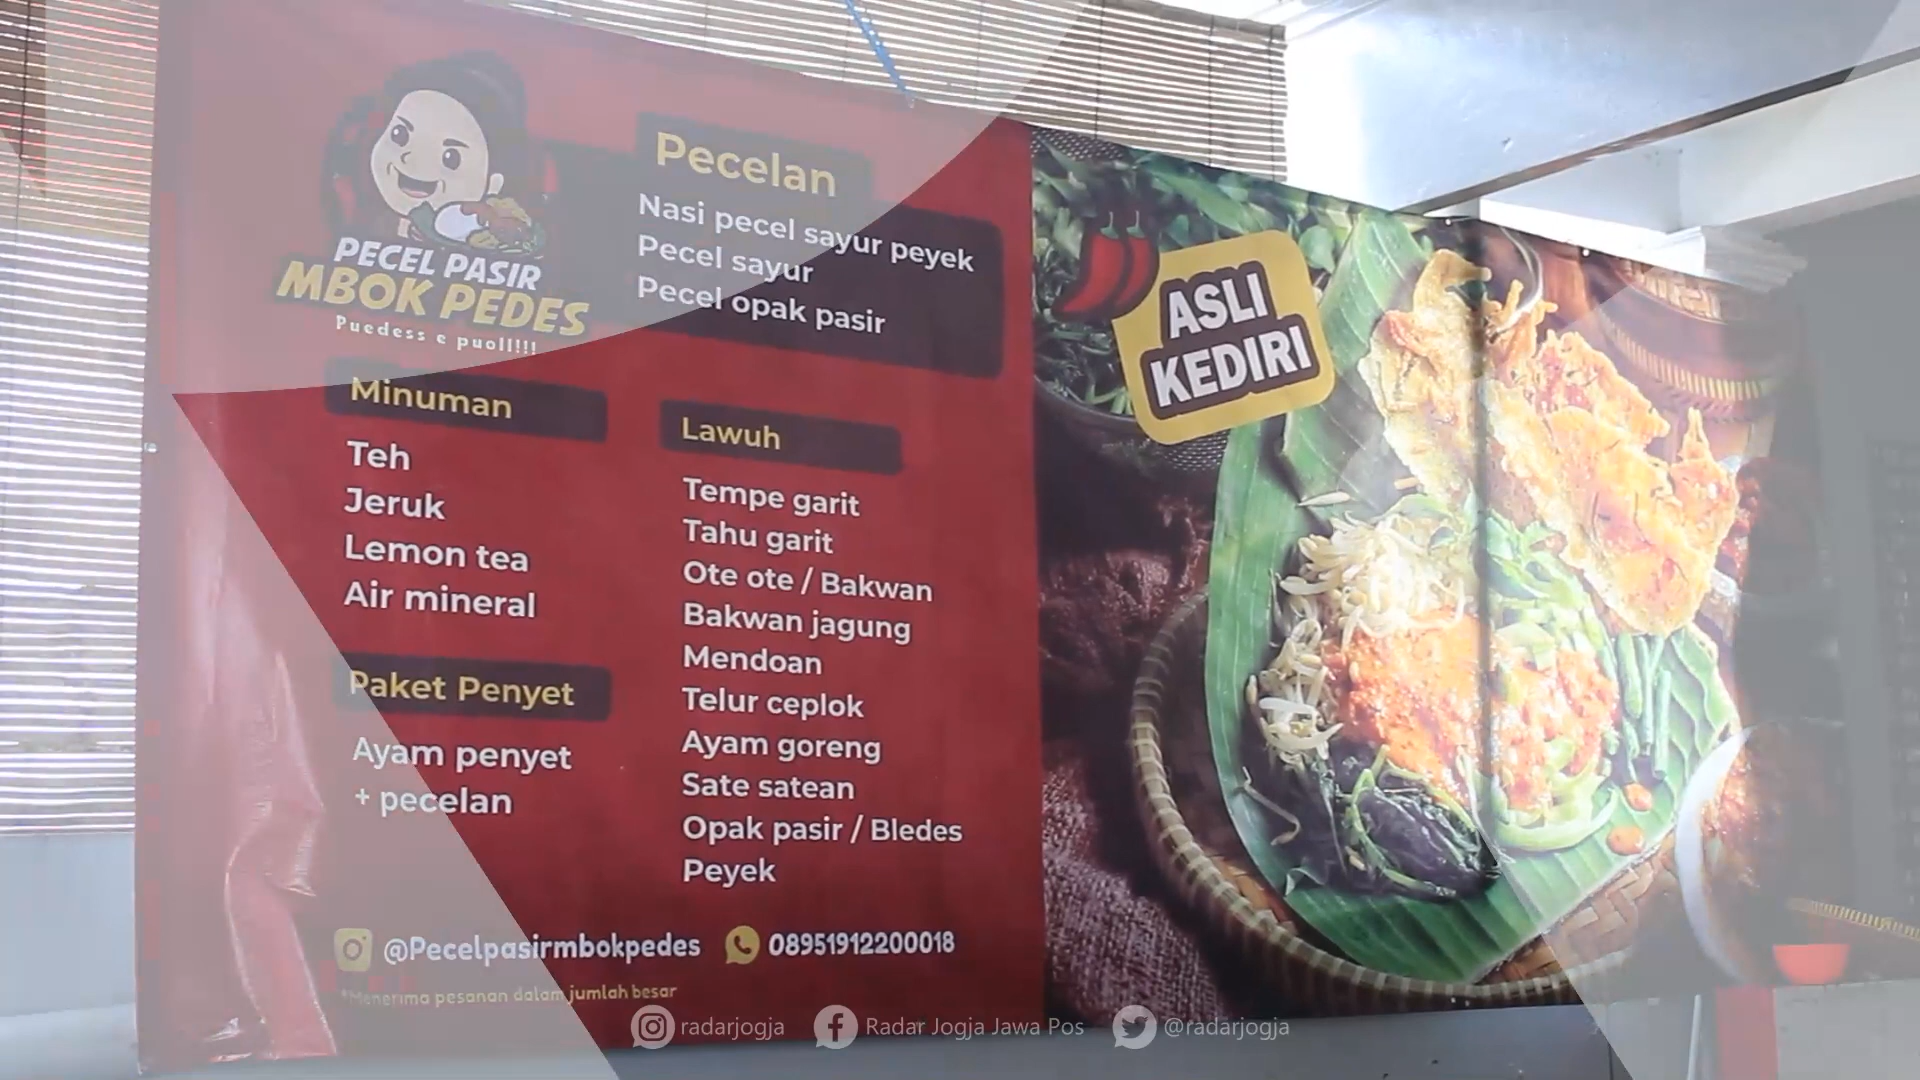 PECEL PASIR
MBOK PEDES
Puedess e puoll!!!
Pecelan
Nasi pecel sayur peyek
Pecel sayur
Pecel opak pasir
Minuman
Teh
Jeruk
Lemon tea
Air mineral
Paket Penyet
Ayam penyet
+ pecelan
Lawuh
Tempe garit
Tahu garit
Ote ote / Bakwan
Bakwan jagung
Mendoan
Telur ceplok
Ayam goreng
Sate satean
Opak pasir / Bledes
Peyek
@Pecelpasirmbokpedes 08951912200018
*Menerima pesanan dalam jumlah besar
ASLI
KEDIRI
radarjogja Radar Jogja Jawa Pos @radarjogja